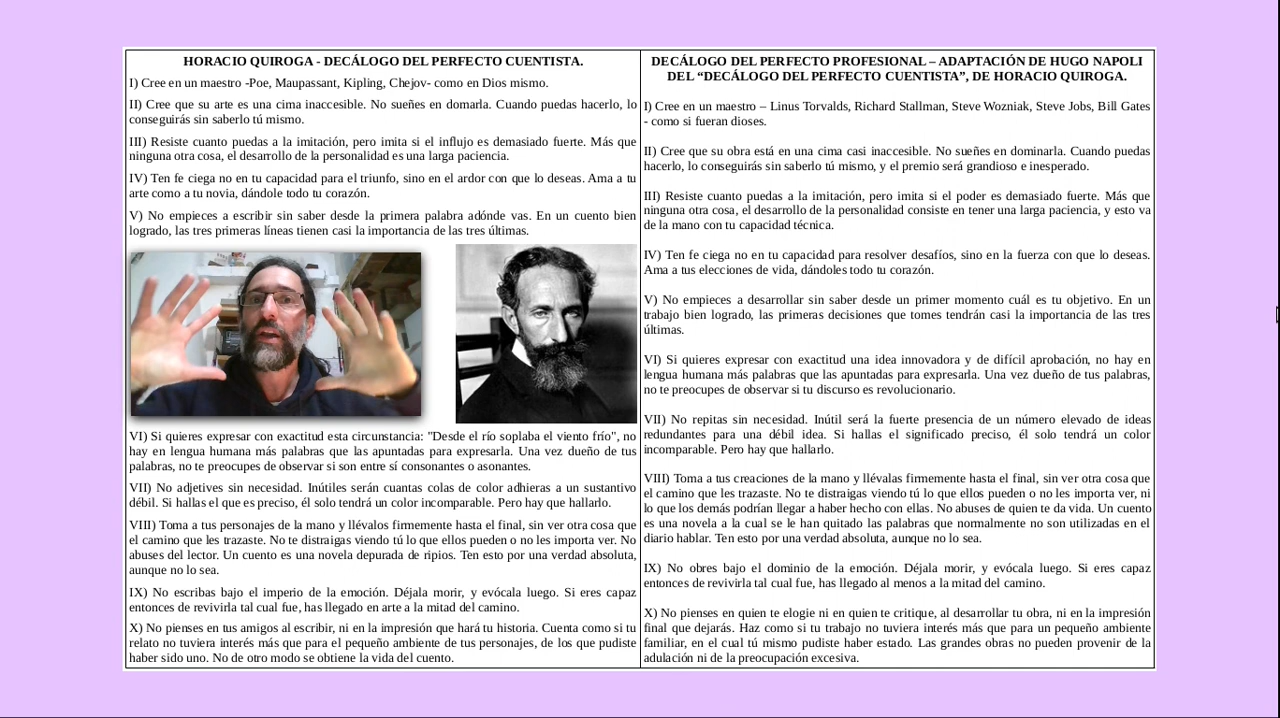 HORACIO QUIROGA - DECÁLOGO DEL PERFECTO CUENTISTA.
I) Cree en un maestro -Poe, Maupassant, Kipling, Chejov- como en Dios mismo.
II) Cree que su arte es una cima inaccesible. No sueñes en domarla. Cuando puedas hacerlo, lo
conseguirás sin saberlo tú mismo.
III) Resiste cuanto puedas a la imitación, pero imita si el influjo es demasiado fuerte. Más que
ninguna otra cosa, el desarrollo de la personalidad es una larga paciencia.
IV) Ten fe ciega no en tu capacidad para el triunfo, sino en el ardor con que lo deseas. Ama a tu
arte como a tu novia, dándole todo tu corazón.
V) No empieces a escribir sin saber desde la primera palabra adónde vas. En un cuento bien
logrado, las tres primeras líneas tienen casi la importancia de las tres últimas.
VI) Si quieres expresar con exactitud esta circunstancia: "Desde el río soplaba el viento frío", no
hay en lengua humana más palabras que las apuntadas para expresarla. Una vez dueño de tus
palabras, no te preocupes de observar si son entre sí consonantes o asonantes.
VII) No adjetives sin necesidad. Inútiles serán cuantas colas de color adhieras a un sustantivo
débil. Si hallas el que es preciso, él solo tendrá un color incomparable. Pero hay que hallarlo.
VIII) Toma a tus personajes de la mano y llévalos firmemente hasta el final, sin ver otra cosa que
el camino que les trazaste. No te distraigas viendo tú lo que ellos pueden o no les importa ver. No
abuses del lector. Un cuento es una novela depurada de ripios. Ten esto por una verdad absoluta,
aunque no lo sea.
IX) No escribas bajo el imperio de la emoción. Déjala morir, y evócala luego. Si eres capaz
entonces de revivirla tal cual fue, has llegado en arte a la mitad del camino.
X) No pienses en tus amigos al escribir, ni en la impresión que hará tu historia. Cuenta como si tu
relato no tuviera interés más que para el pequeño ambiente de tus personajes, de los que pudiste
haber sido uno. No de otro modo se obtiene la vida del cuento.
DECÁLOGO DEL PERFECTO PROFESIONAL – ADAPTACIÓN DE HUGO NAPOLI
DEL “DECÁLOGO DEL PERFECTO CUENTISTA”, DE HORACIO QUIROGA.
I) Cree en un maestro – Linus Torvalds, Richard Stallman, Steve Wozniak, Steve Jobs, Bill Gates
- como si fueran dioses.
II) Cree que su obra está en una cima casi inaccesible. No sueñes en dominarla. Cuando puedas
hacerlo, lo conseguirás sin saberlo tú mismo, y el premio será grandioso e inesperado.
III) Resiste cuanto puedas a la imitación, pero imita si el poder es demasiado fuerte. Más que
ninguna otra cosa, el desarrollo de la personalidad consiste en tener una larga paciencia, y esto va
de la mano con tu capacidad técnica.
IV) Ten fe ciega no en tu capacidad para resolver desafíos, sino en la fuerza con que lo deseas.
Ama a tus elecciones de vida, dándoles todo tu corazón.
V) No empieces a desarrollar sin saber desde un primer momento cuál es tu objetivo. En un
trabajo bien logrado, las primeras decisiones que tomes tendrán casi la importancia de las tres
últimas.
VI) Si quieres expresar con exactitud una idea innovadora y de difícil aprobación, no hay en
lengua humana más palabras que las apuntadas para expresarla. Una vez dueño de tus palabras,
no te preocupes de observar si tu discurso es revolucionario.
VII) No repitas sin necesidad. Inútil será la fuerte presencia de un número elevado de ideas
redundantes para una débil idea. Si hallas el significado preciso, él solo tendrá un color
incomparable. Pero hay que hallarlo.
VIII) Toma a tus creaciones de la mano y llévalas firmemente hasta el final, sin ver otra cosa que
el camino que les trazaste. No te distraigas viendo tú lo que ellos pueden o no les importa ver, ni
lo que los demás podrían llegar a haber hecho con ellas. No abuses de quien te da vida. Un cuento
es una novela a la cual se le han quitado las palabras que normalmente no son utilizadas en el
diario hablar. Ten esto por una verdad absoluta, aunque no lo sea.
IX) No obres bajo el dominio de la emoción. Déjala morir, y evócala luego. Si eres capaz
entonces de revivirla tal cual fue, has llegado al menos a la mitad del camino.
X) No pienses en quien te elogie ni en quien te critique, al desarrollar tu obra, ni en la impresión
final que dejarás. Haz como si tu trabajo no tuviera interés más que para un pequeño ambiente
familiar, en el cual tú mismo pudiste haber estado. Las grandes obras no pueden provenir de la
adulación ni de la preocupación excesiva.